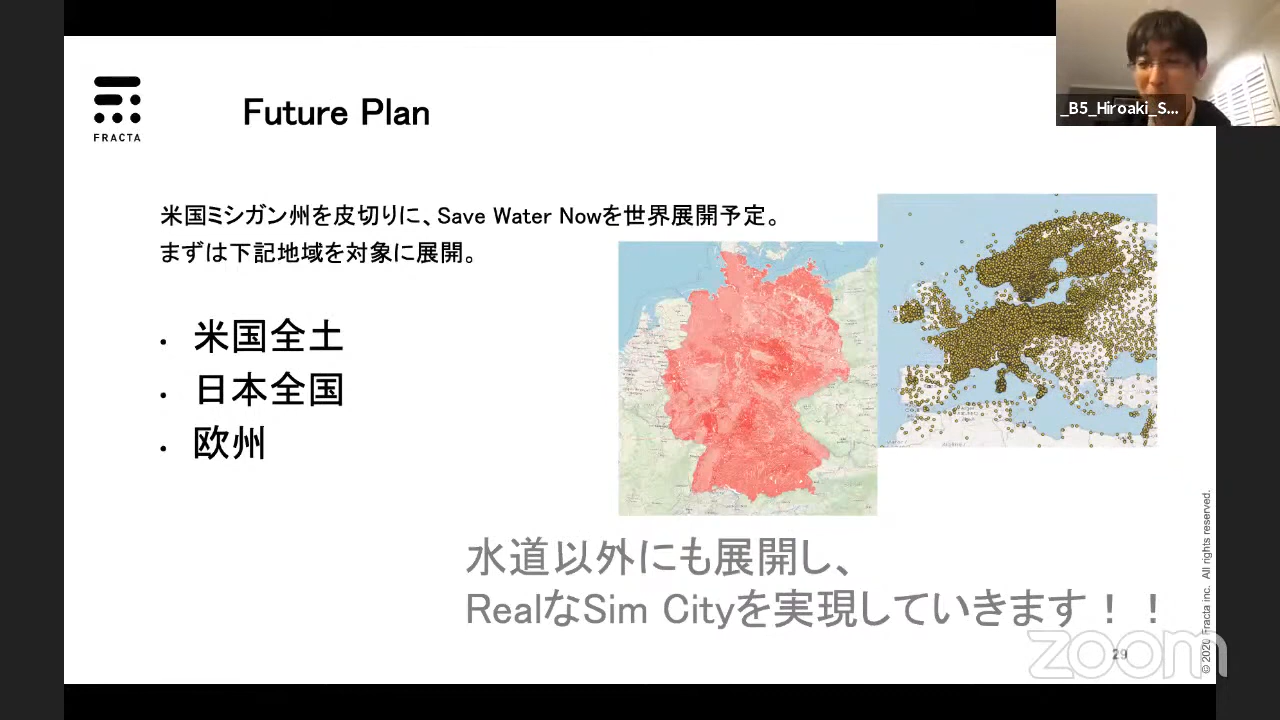 _B5_Hiroaki_S...
FRACTA
Future Plan
米国ミシガン州を皮切りに、Save Water Nowを世界展開予定。
まずは下記地域を対象に展開。
• 米国全土
• 日本全国
• 欧州
水道以外にも展開し、
RealなSim Cityを実現していきます！！
29
zoom
© 2020 Fracta inc. All rights reserved.